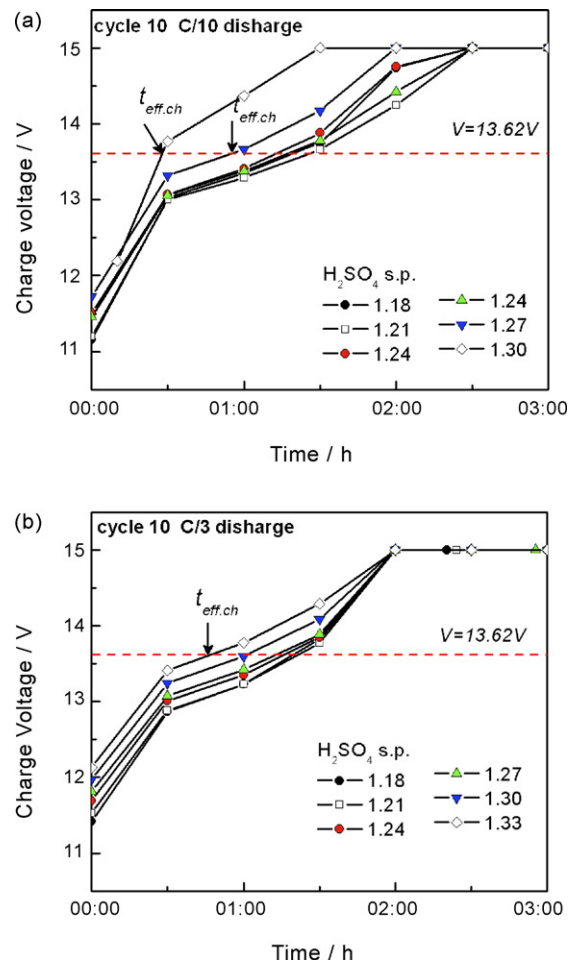 (a)
cycle 10 C/10 disharge
t_eff.ch
t_eff.ch
V=13.62V
15
14
13
12
11
Charge voltage / V
H₂SO₄ s.p.
1.18
1.21
1.24
1.24
1.27
1.30
00:00 01:00 02:00 03:00
Time / h
(b)
cycle 10 C/3 disharge
t_eff.ch
V=13.62V
15
14
13
12
11
Charge Voltage / V
H₂SO₄ s.p.
1.18
1.21
1.24
1.27
1.30
1.33
00:00 01:00 02:00 03:00
Time / h